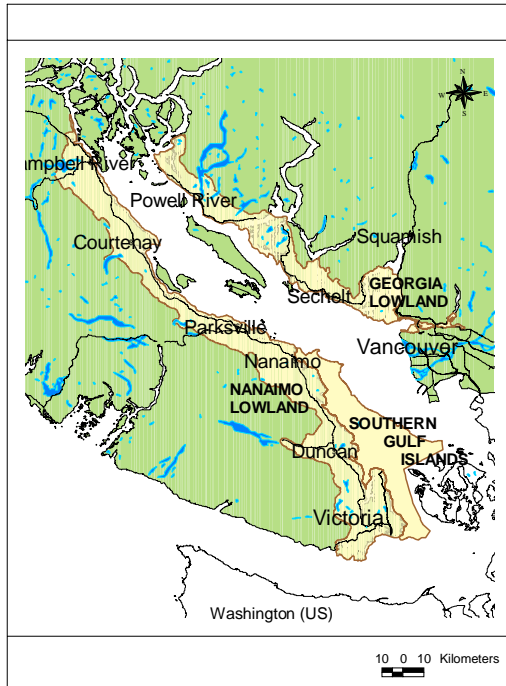 N
W E
S
ampbell River
Powell River
Courtenay
Squamish
Sechelt
GEORGIA
LOWLAND
Parksville
Vancouver
Nanaimo
NANAIMO
LOWLAND
SOUTHERN
GULF
ISLANDS
Duncan
Victoria
Washington (US)
10 0 10 Kilometers